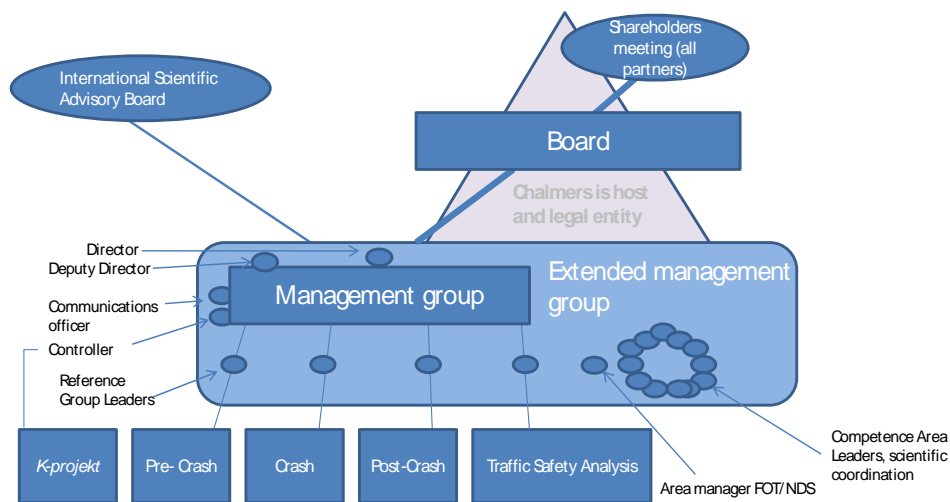 Shareholders
meeting (all
partners)
International Scientific
Advisory Board
Board
Chalmers is host
and legal entity
Director
Deputy Director
Extended management
group
Management group
Communications
officer
Controller
Reference
Group Leaders
K-projekt
Pre- Crash
Crash
Post-Crash
Traffic Safety Analysis
Area manager FOT/NDS
Competence Area
Leaders, scientific
coordination